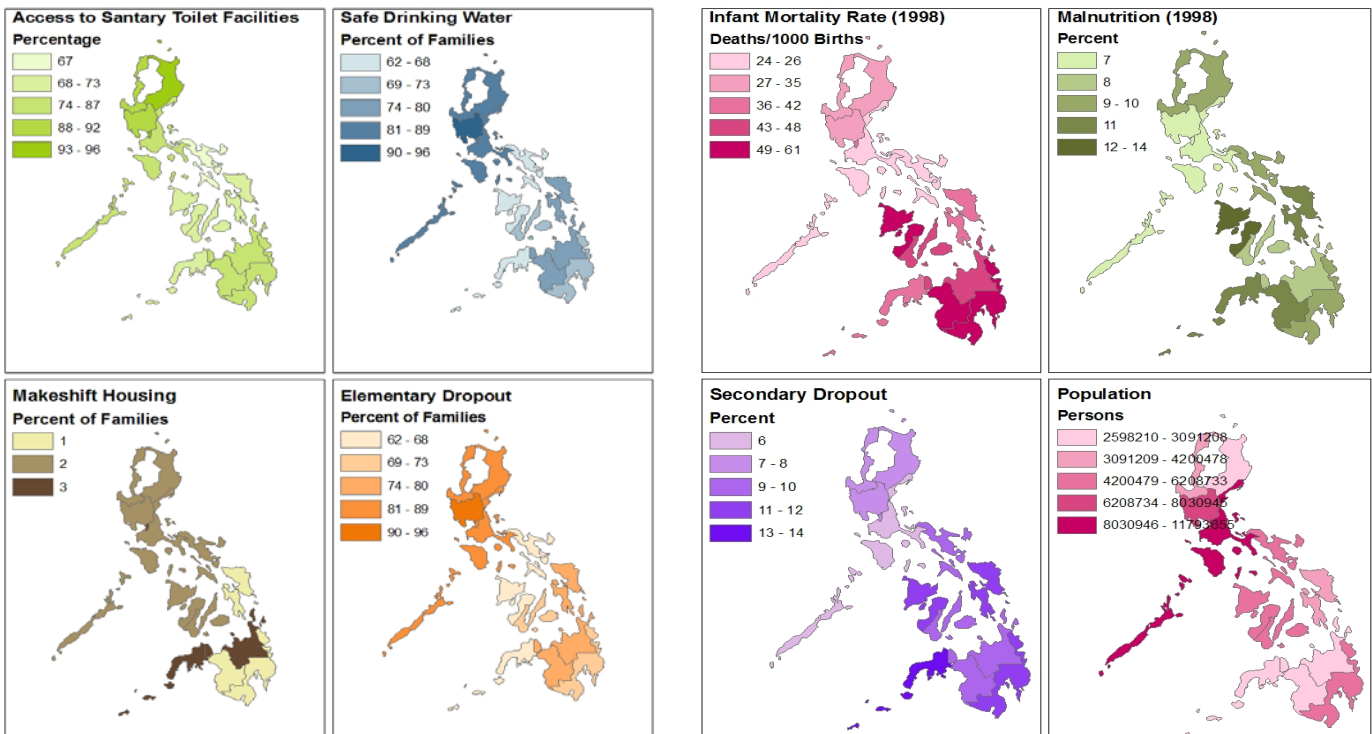 Access to Santary Toilet Facilities
Percentage
67
68 - 73
74 - 87
88 - 92
93 - 96
Safe Drinking Water
Percent of Families
62 - 68
69 - 73
74 - 80
81 - 89
90 - 96
Infant Mortality Rate (1998)
Deaths/1000 Births
24 - 26
27 - 35
36 - 42
43 - 48
49 - 61
Malnutrition (1998)
Percent
7
8
9 - 10
11
12 - 14
Makeshift Housing
Percent of Families
1
2
3
Elementary Dropout
Percent of Families
62 - 68
69 - 73
74 - 80
81 - 89
90 - 96
Secondary Dropout
Percent
6
7 - 8
9 - 10
11 - 12
13 - 14
Population
Persons
2598210 - 3091208
3091209 - 4200478
4200479 - 6208733
6208734 - 8030945
8030946 - 11793655